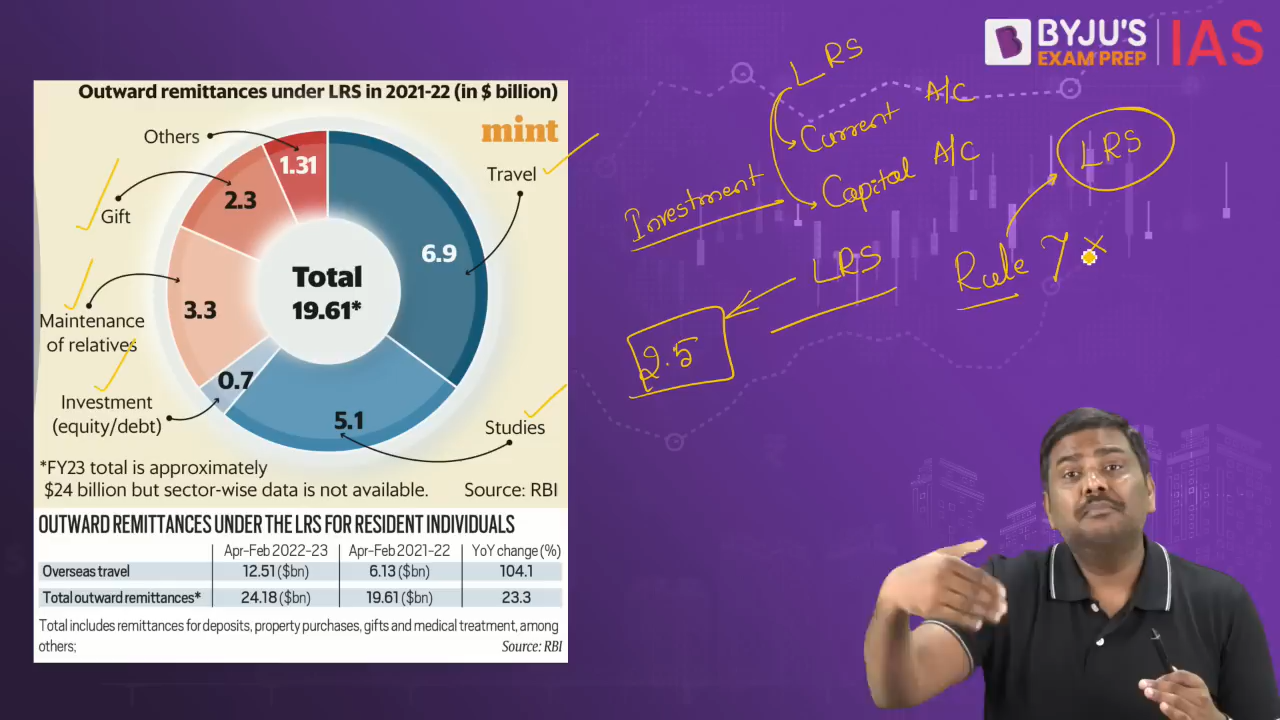 BYJU'S
EXAM PREP
IAS
Outward remittances under LRS in 2021-22 (in $ billion)
mint
Others
1.31
Travel
Gift
2.3
6.9
Total
19.61*
3.3
Maintenance
of relatives
0.7
Investment
(equity/debt)
5.1
Studies
*FY23 total is approximately
$24 billion but sector-wise data is not available. Source: RBI
OUTWARD REMITTANCES UNDER THE LRS FOR RESIDENT INDIVIDUALS
Apr-Feb 2022-23 Apr-Feb 2021-22 YoY change (%)
Overseas travel 12.51 ($bn) 6.13 ($bn) 104.1
Total outward remittances* 24.18 ($bn) 19.61 ($bn) 23.3
Total includes remittances for deposits, property purchases, gifts and medical treatment, among
others; Source: RBI
LRS
Current A/C
Capital A/C
Investment
LRS
2.5
LRS
Rule 7 x